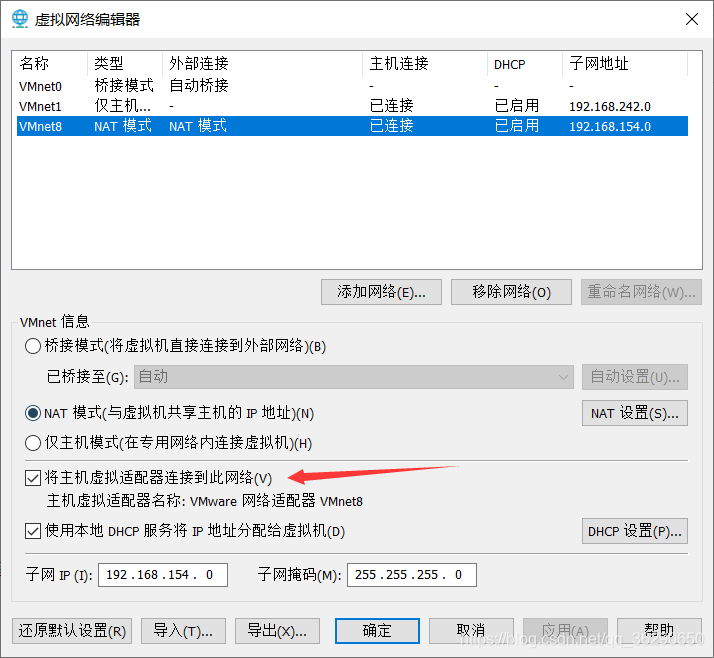 虚拟网络编辑器
名称 类型 外部连接 主机连接 DHCP 子网地址
VMnet0 桥接模式 自动桥接 - - -
VMnet1 仅主机... - 已连接 已启用 192.168.242.0
VMnet8 NAT 模式 NAT 模式 已连接 已启用 192.168.154.0
添加网络(E)... 移除网络(O) 重命名网络(W)...
VMnet 信息
桥接模式(将虚拟机直接连接到外部网络)(B)
已桥接至(G): 自动 自动设置(U)...
NAT 模式(与虚拟机共享主机的 IP 地址)(N) NAT 设置(S)...
仅主机模式(在专用网络内连接虚拟机)(H)
将主机虚拟适配器连接到此网络(V)
主机虚拟适配器名称: VMware 网络适配器 VMnet8
使用本地 DHCP 服务将 IP 地址分配给虚拟机(D) DHCP 设置(P)...
子网 IP (I): 192.168.154. 0 子网掩码(M): 255.255.255. 0
还原默认设置(R) 导入(T)... 导出(X)... 确定 取消 应用(A) 帮助